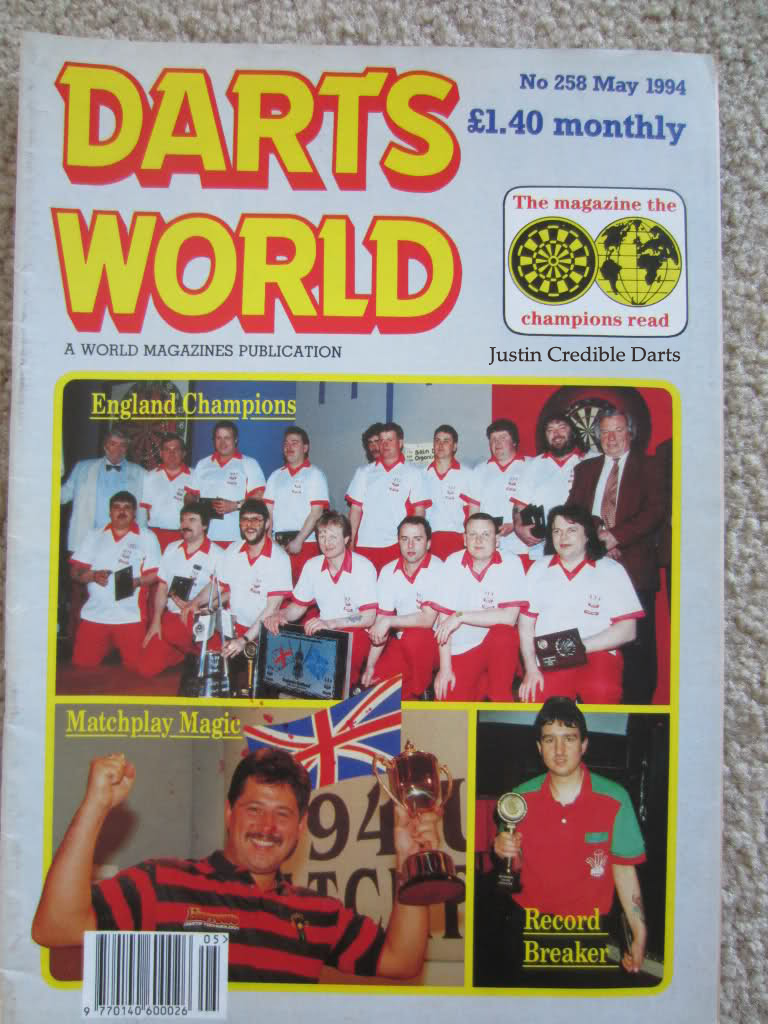 DARTS
WORLD
No 258 May 1994
£1.40 monthly
The magazine the
champions read
A WORLD MAGAZINES PUBLICATION
Justin Credible Darts
England Champions
Matchplay Magic
94
Record
Breaker
05>
9 770140 600026